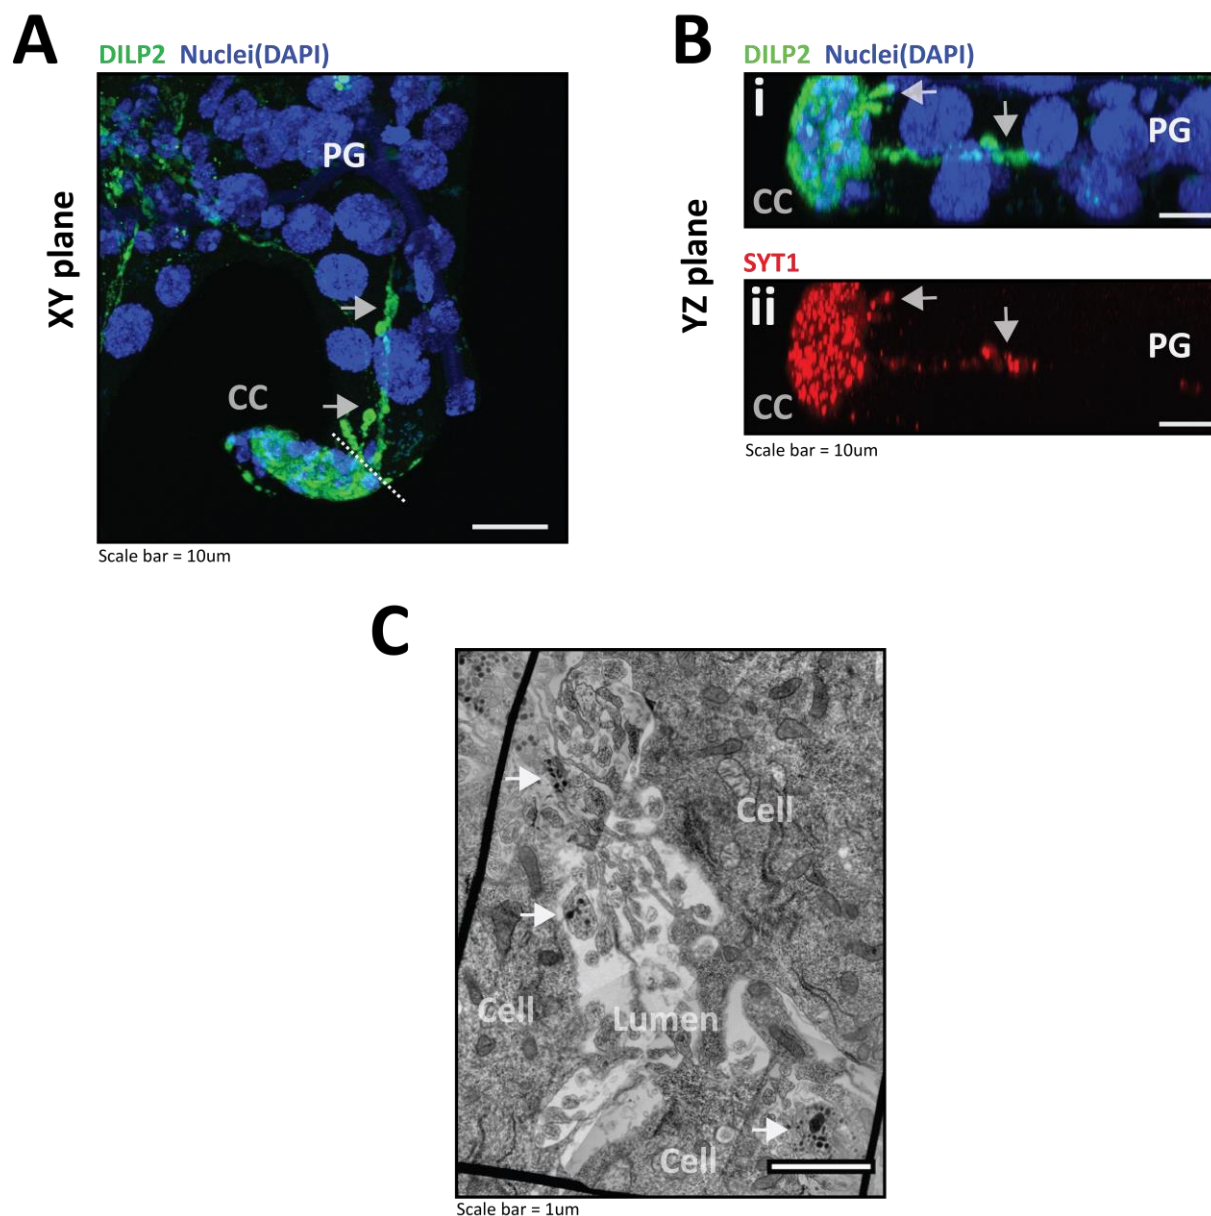 A
DILP2 Nuclei(DAPI)
XY plane
PG
CC
Scale bar = 10um
B
DILP2 Nuclei(DAPI)
YZ plane
i
PG
CC
SYT1
ii
PG
CC
Scale bar = 10um
C
Cell
Cell
Lumen
Cell
Scale bar = 1um